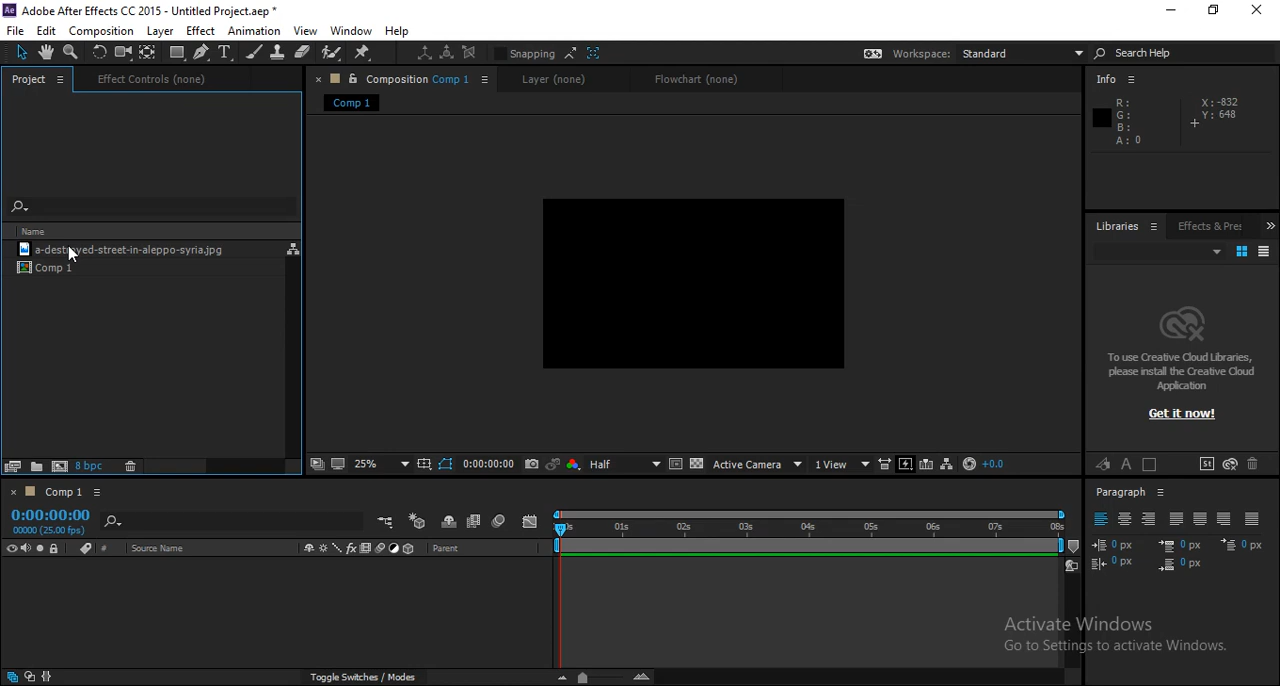 Ae Adobe After Effects CC 2015 - Untitled Project.aep *
File Edit Composition Layer Effect Animation View Window Help
Snapping Workspace: Standard Search Help
Project Effect Controls (none) × Composition Comp 1 Layer (none) Flowchart (none) Info
Comp 1
R: X: -832
G: Y: 648
B:
A: 0
Name
a-destroyed-street-in-aleppo-syria.jpg
Comp 1
Libraries Effects & Pre
To use Creative Cloud Libraries,
please install the Creative Cloud
Application
Get it now!
8 bpc
25% 0:00:00:00 Half Active Camera 1 View +0.0
St
× Comp 1
0:00:00:00
00000 (25.00 fps)
01s 02s 03s 04s 05s 06s 07s 08s
# Source Name fx Parent
Toggle Switches / Modes
Paragraph
0 px 0 px 0 px
0 px 0 px
Activate Windows
Go to Settings to activate Windows.